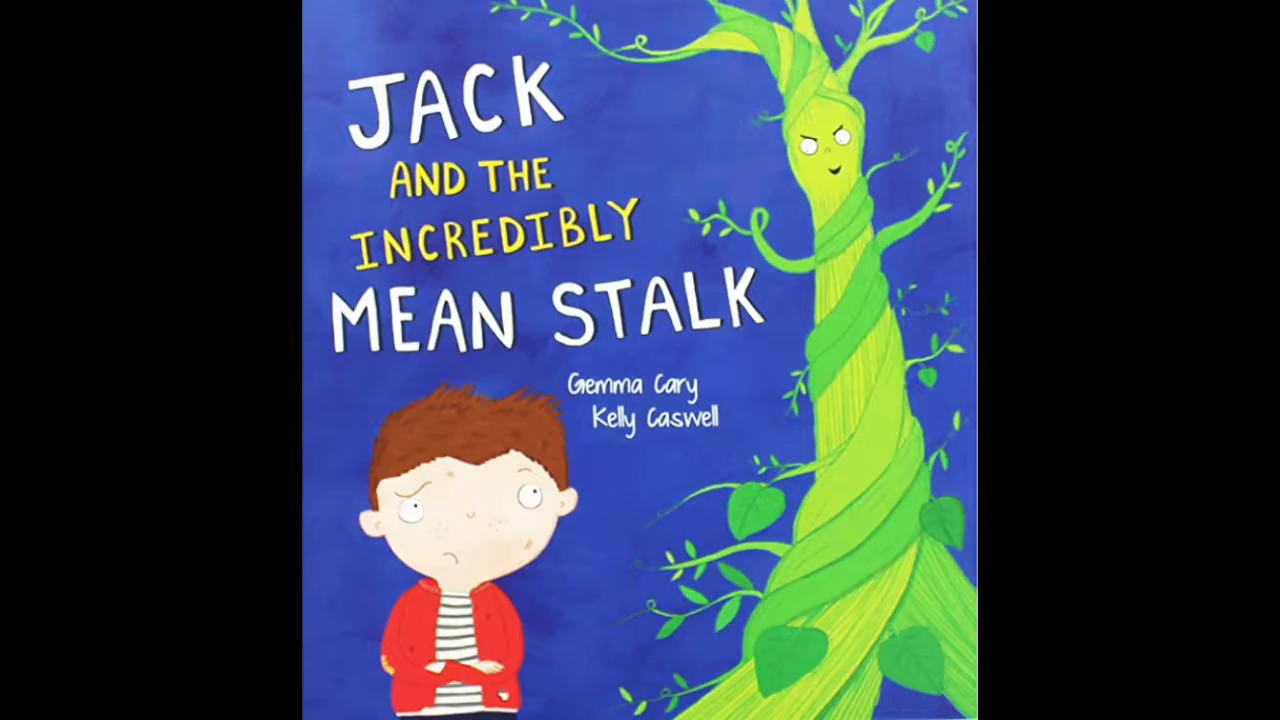 JACK
AND THE
INCREDIBLY
MEAN STALK
Gemma Cary
Kelly Caswell